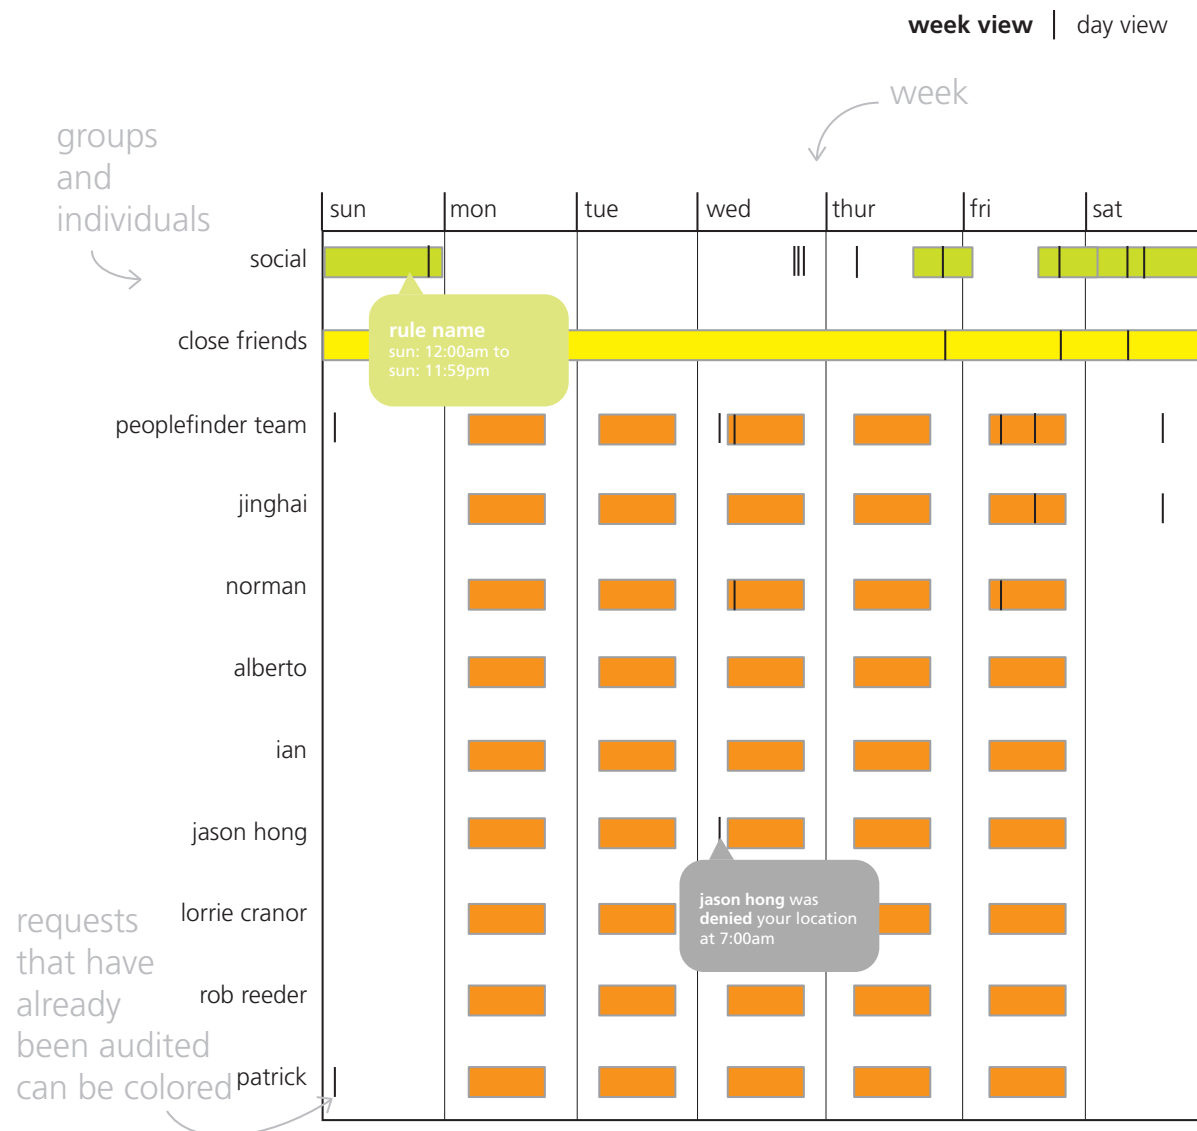 week view | day view
week
groups
and
individuals
sun mon tue wed thur fri sat
social
close friends
rule name
sun: 12:00am to
sun: 11:59pm
peoplefinder team
jinghai
norman
alberto
ian
jason hong
jason hong was
denied your location
at 7:00am
lorrie cranor
rob reeder
patrick
requests
that have
already
been audited
can be colored